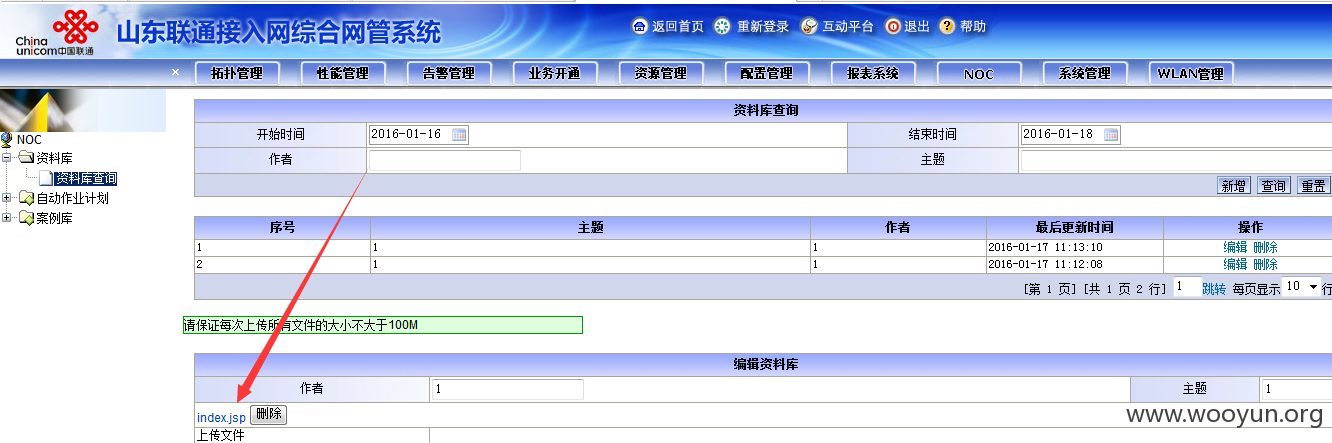 China
unicom中国联通
山东联通接入网综合网管系统
返回首页 重新登录 互动平台 退出 帮助
× 拓扑管理 性能管理 告警管理 业务开通 资源管理 配置管理 报表系统 NOC 系统管理 WLAN管理
NOC
资料库
资料库查询
自动作业计划
案例库
资料库查询
开始时间 2016-01-16 结束时间 2016-01-18
作者 主题
新增 查询 重置
序号 主题 作者 最后更新时间 操作
1 1 1 2016-01-17 11:13:10 编辑 删除
2 1 1 2016-01-17 11:12:08 编辑 删除
[第 1 页] [共 1 页 2 行] 1 跳转 每页显示 10 行
请保证每次上传所有文件的大小不大于100M
编辑资料库
作者 1 主题 1
index.jsp 删除
上传文件
www.wooyun.org